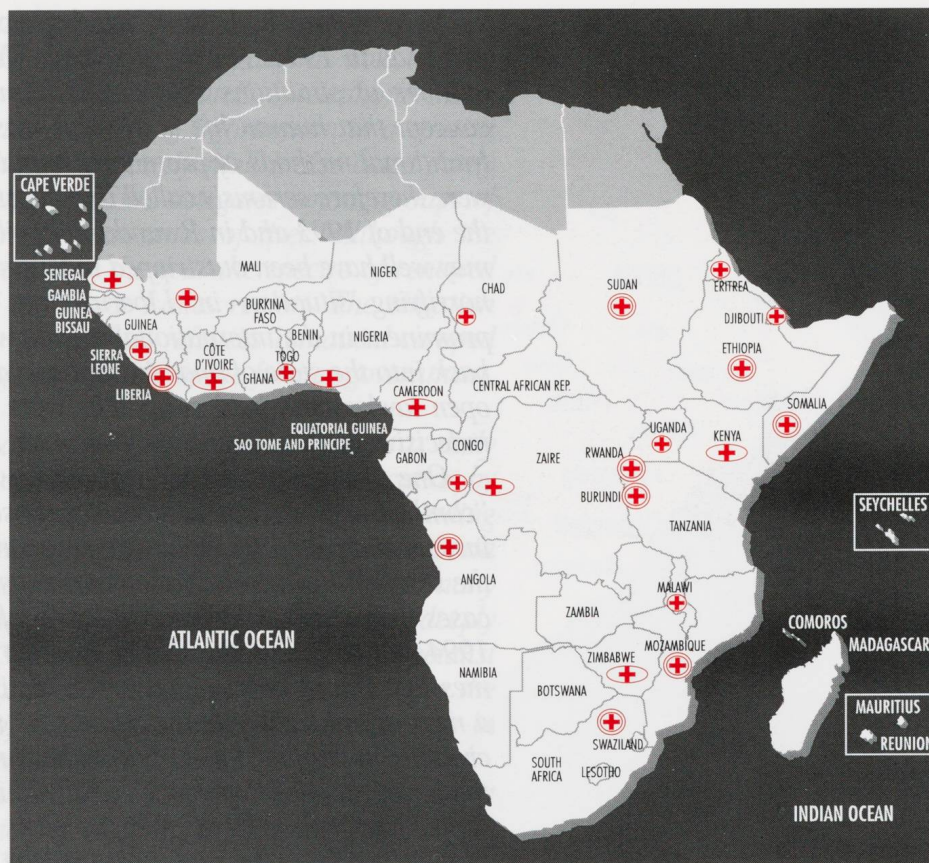 CAPE VERDE
SENEGAL
GAMBIA
GUINEA
BISSAU
GUINEA
SIERRA
LEONE
LIBERIA
MALI
BURKINA
FASO
CÔTE
D'IVOIRE
GHANA
TOGO
BENIN
NIGER
NIGERIA
CHAD
SUDAN
ERITREA
DJIBOUTI
ETHIOPIA
SOMALIA
CAMEROON
CENTRAL AFRICAN REP.
EQUATORIAL GUINEA
SAO TOME AND PRINCIPE
GABON
CONGO
ZAIRE
UGANDA
KENYA
RWANDA
BURUNDI
TANZANIA
SEYCHELLES
ANGOLA
ZAMBIA
MALAWI
MOZAMBIQUE
ZIMBABWE
COMOROS
MADAGASCAR
ATLANTIC OCEAN
NAMIBIA
BOTSWANA
MAURITIUS
REUNION
SWAZILAND
SOUTH
AFRICA
LESOTHO
INDIAN OCEAN